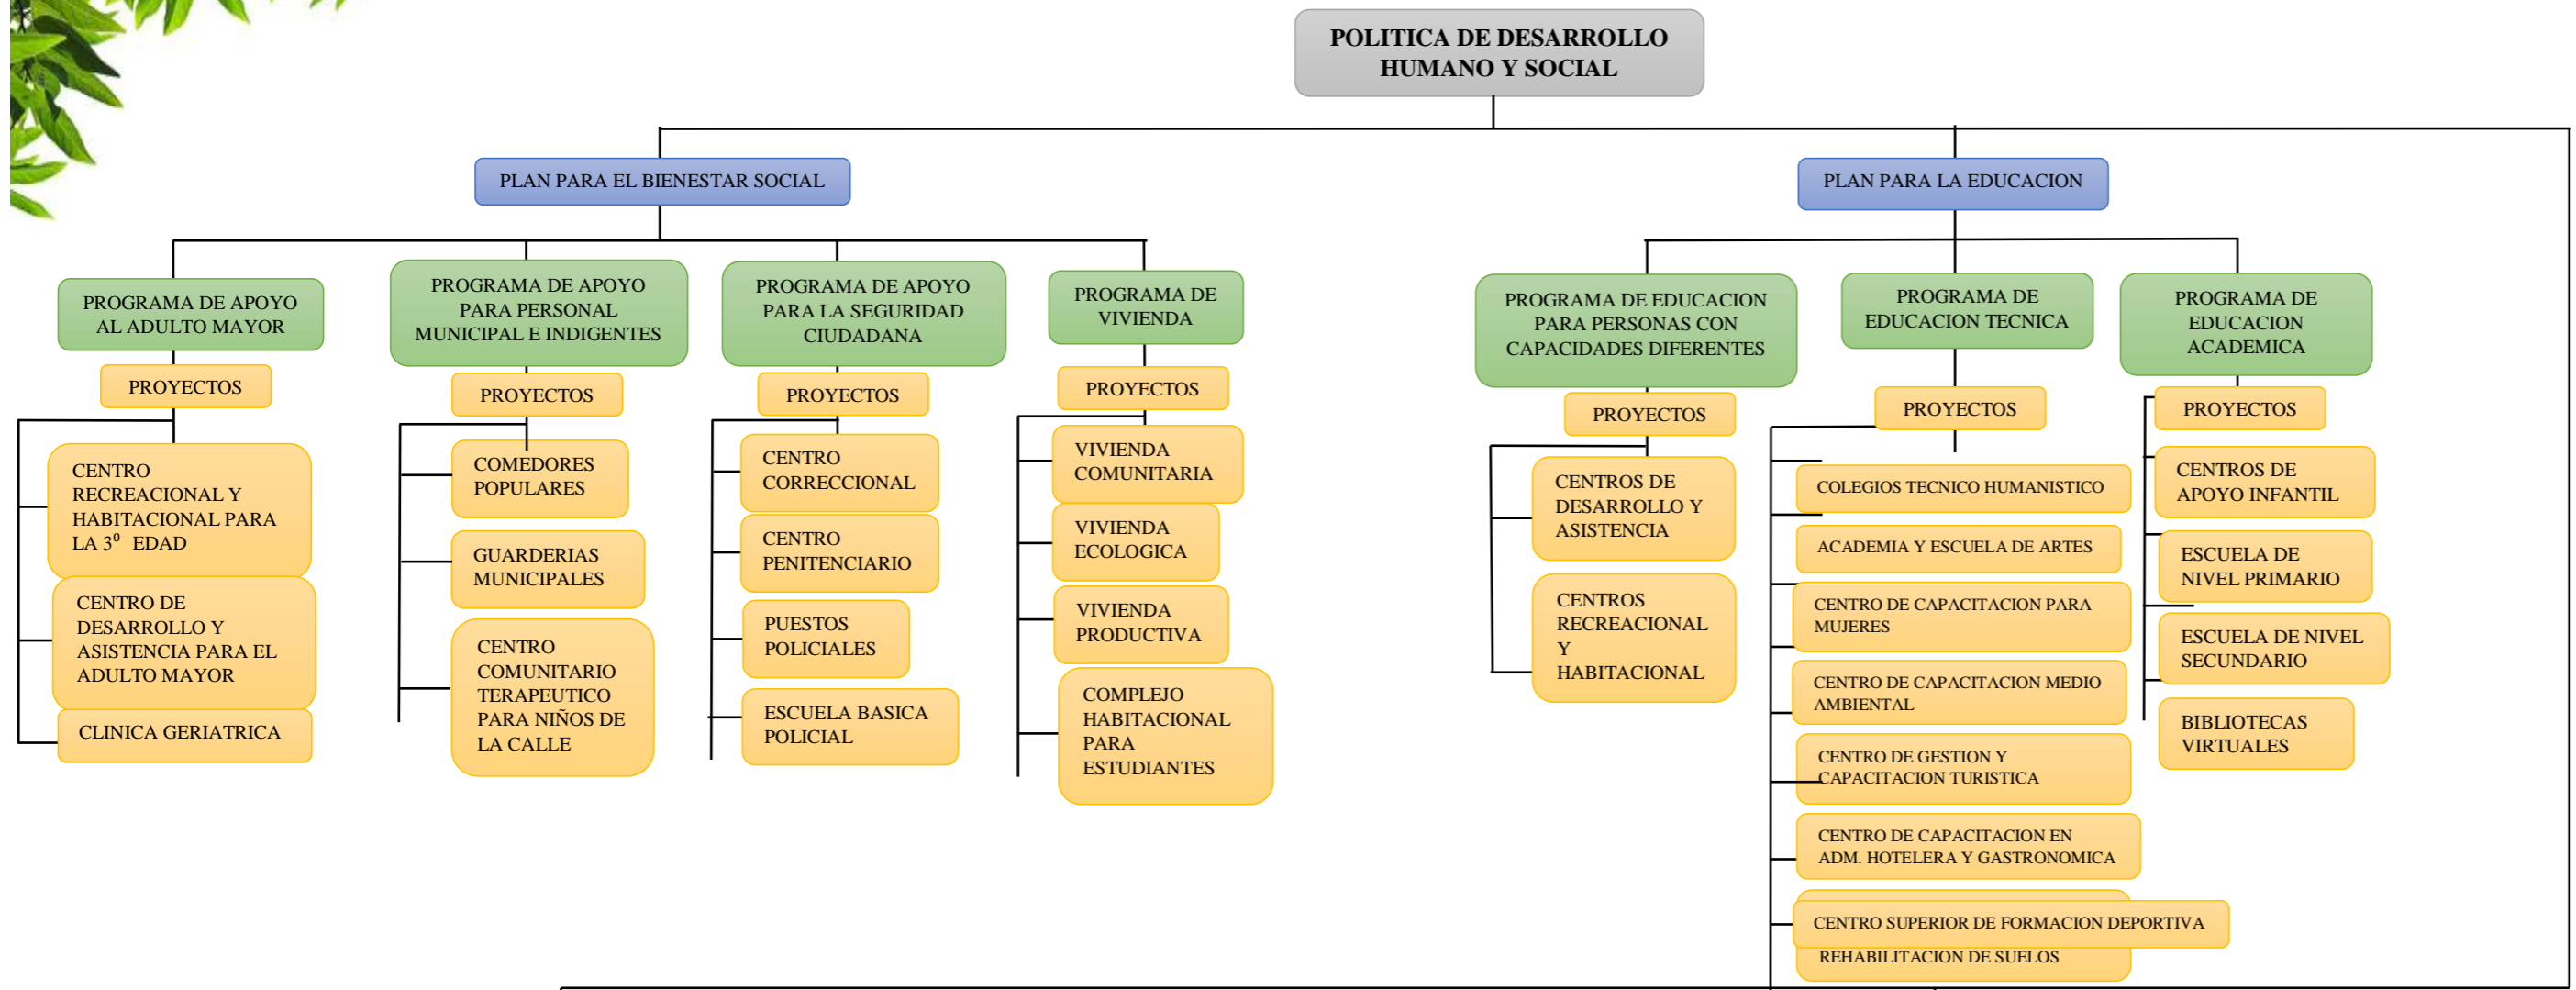 POLITICA DE DESARROLLO
HUMANO Y SOCIAL
PLAN PARA EL BIENESTAR SOCIAL
PROGRAMA DE APOYO
AL ADULTO MAYOR
PROYECTOS
CENTRO
RECREACIONAL Y
HABITACIONAL PARA
LA 3⁰ EDAD
CENTRO DE
DESARROLLO Y
ASISTENCIA PARA EL
ADULTO MAYOR
CLINICA GERIATRICA
PROGRAMA DE APOYO
PARA PERSONAL
MUNICIPAL E INDIGENTES
PROYECTOS
COMEDORES
POPULARES
GUARDERIAS
MUNICIPALES
CENTRO
COMUNITARIO
TERAPEUTICO
PARA NIÑOS DE
LA CALLE
PROGRAMA DE APOYO
PARA LA SEGURIDAD
CIUDADANA
PROYECTOS
CENTRO
CORRECCIONAL
CENTRO
PENITENCIARIO
PUESTOS
POLICIALES
ESCUELA BASICA
POLICIAL
PROGRAMA DE
VIVIENDA
PROYECTOS
VIVIENDA
COMUNITARIA
VIVIENDA
ECOLOGICA
VIVIENDA
PRODUCTIVA
COMPLEJO
HABITACIONAL
PARA
ESTUDIANTES
PLAN PARA LA EDUCACION
PROGRAMA DE EDUCACION
PARA PERSONAS CON
CAPACIDADES DIFERENTES
PROYECTOS
CENTROS DE
DESARROLLO Y
ASISTENCIA
CENTROS
RECREACIONAL
Y
HABITACIONAL
PROGRAMA DE
EDUCACION TECNICA
PROYECTOS
COLEGIOS TECNICO HUMANISTICO
ACADEMIA Y ESCUELA DE ARTES
CENTRO DE CAPACITACION PARA
MUJERES
CENTRO DE CAPACITACION MEDIO
AMBIENTAL
CENTRO DE GESTION Y
CAPACITACION TURISTICA
CENTRO DE CAPACITACION EN
ADM. HOTELERA Y GASTRONOMICA
CENTRO SUPERIOR DE FORMACION DEPORTIVA
REHABILITACION DE SUELOS
PROGRAMA DE
EDUCACION
ACADEMICA
PROYECTOS
CENTROS DE
APOYO INFANTIL
ESCUELA DE
NIVEL PRIMARIO
ESCUELA DE NIVEL
SECUNDARIO
BIBLIOTECAS
VIRTUALES